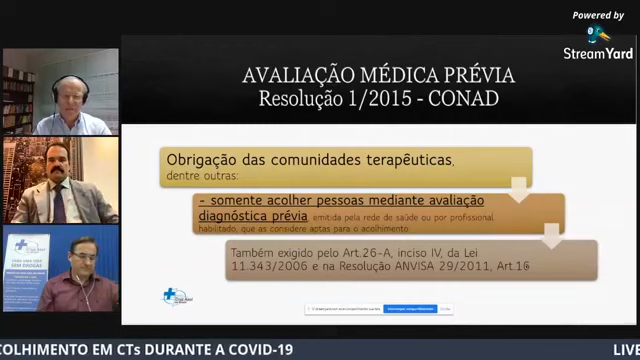 Powered by
StreamYard
AVALIAÇÃO MÉDICA PRÉVIA
Resolução 1/2015 - CONAD
Obrigação das comunidades terapêuticas,
dentre outras:
- somente acolher pessoas mediante avaliação
diagnóstica prévia, emitida pela rede de saúde ou por profissional
habilitado, que as considere aptas para o acolhimento
Também exigido pelo Art.26-A, inciso IV, da Lei
11.343/2006 e na Resolução ANVISA 29/2011, Art.16
Cruz Azul
COLHIMENTO EM CTs DURANTE A COVID-19
LIVE